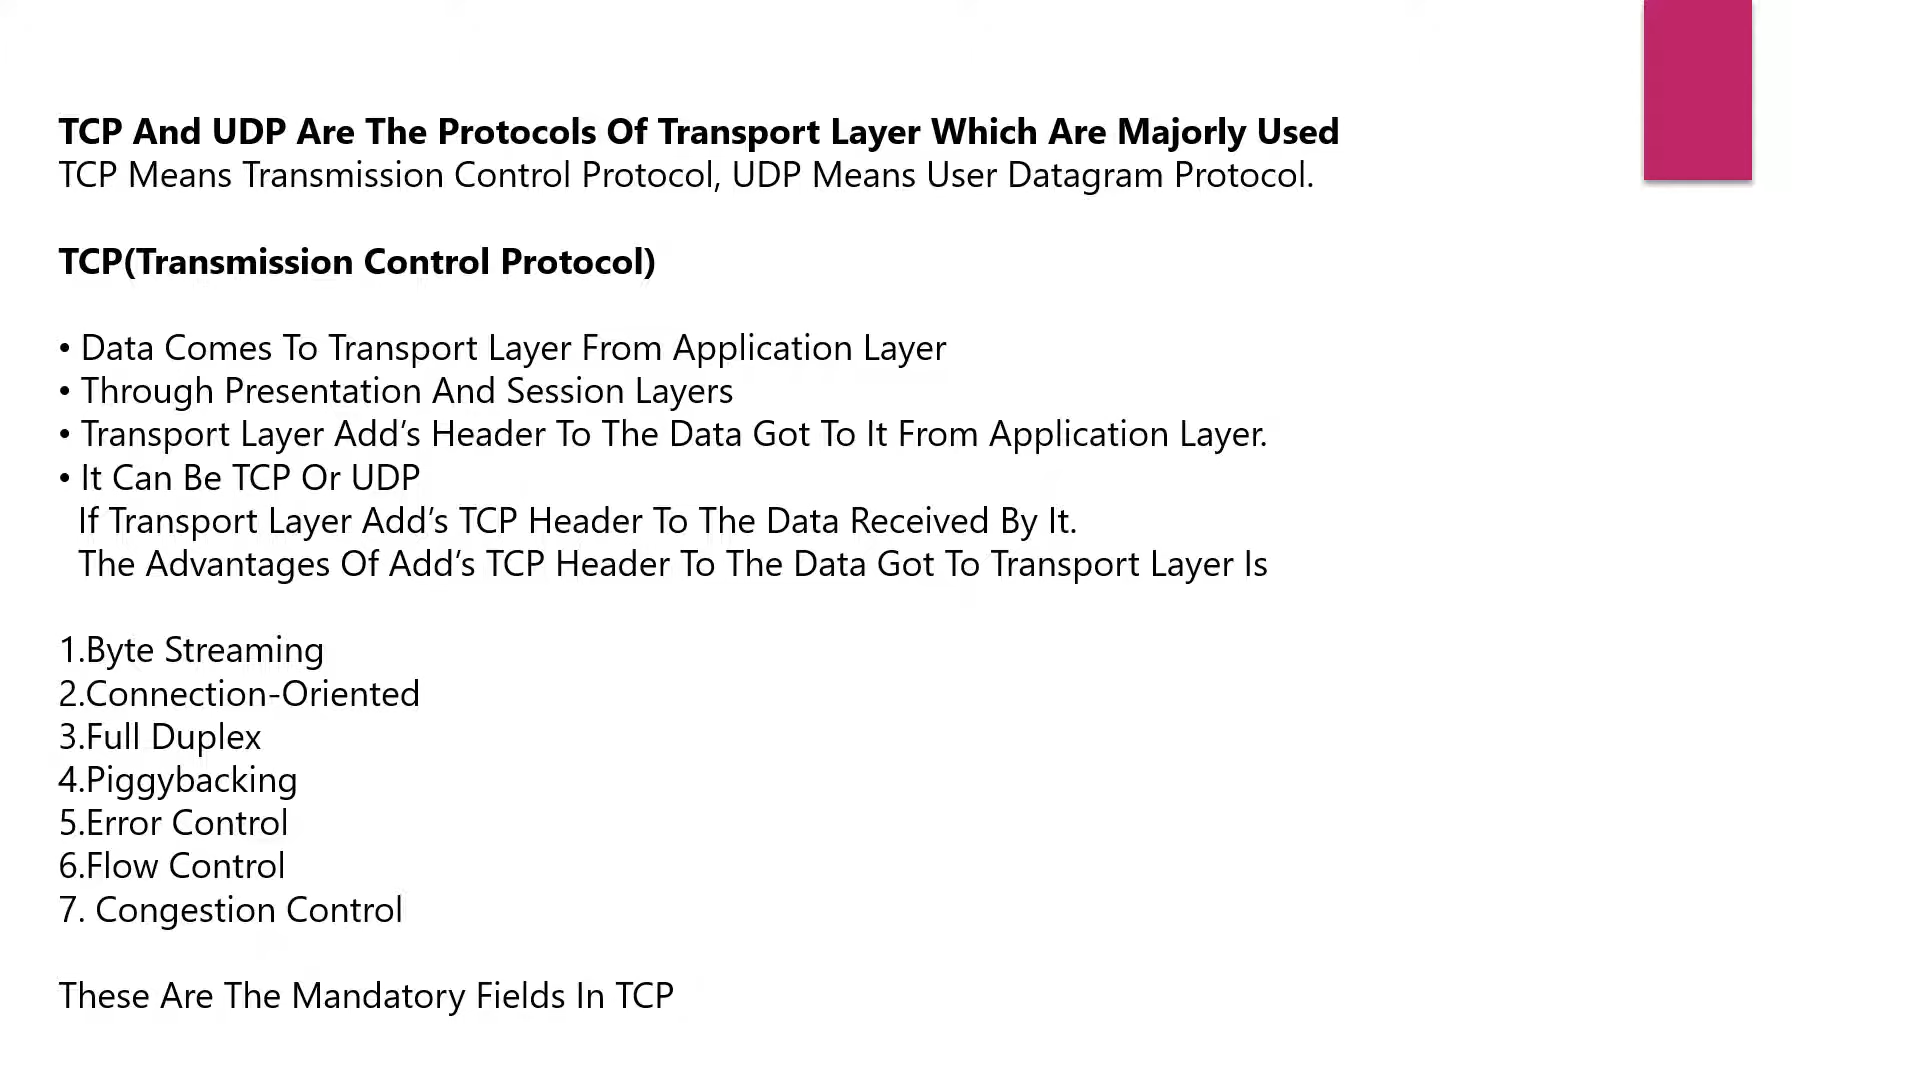 TCP And UDP Are The Protocols Of Transport Layer Which Are Majorly Used
TCP Means Transmission Control Protocol, UDP Means User Datagram Protocol.
TCP(Transmission Control Protocol)
• Data Comes To Transport Layer From Application Layer
• Through Presentation And Session Layers
• Transport Layer Add’s Header To The Data Got To It From Application Layer.
• It Can Be TCP Or UDP
If Transport Layer Add’s TCP Header To The Data Received By It.
The Advantages Of Add’s TCP Header To The Data Got To Transport Layer Is
1.Byte Streaming
2.Connection-Oriented
3.Full Duplex
4.Piggybacking
5.Error Control
6.Flow Control
7. Congestion Control
These Are The Mandatory Fields In TCP